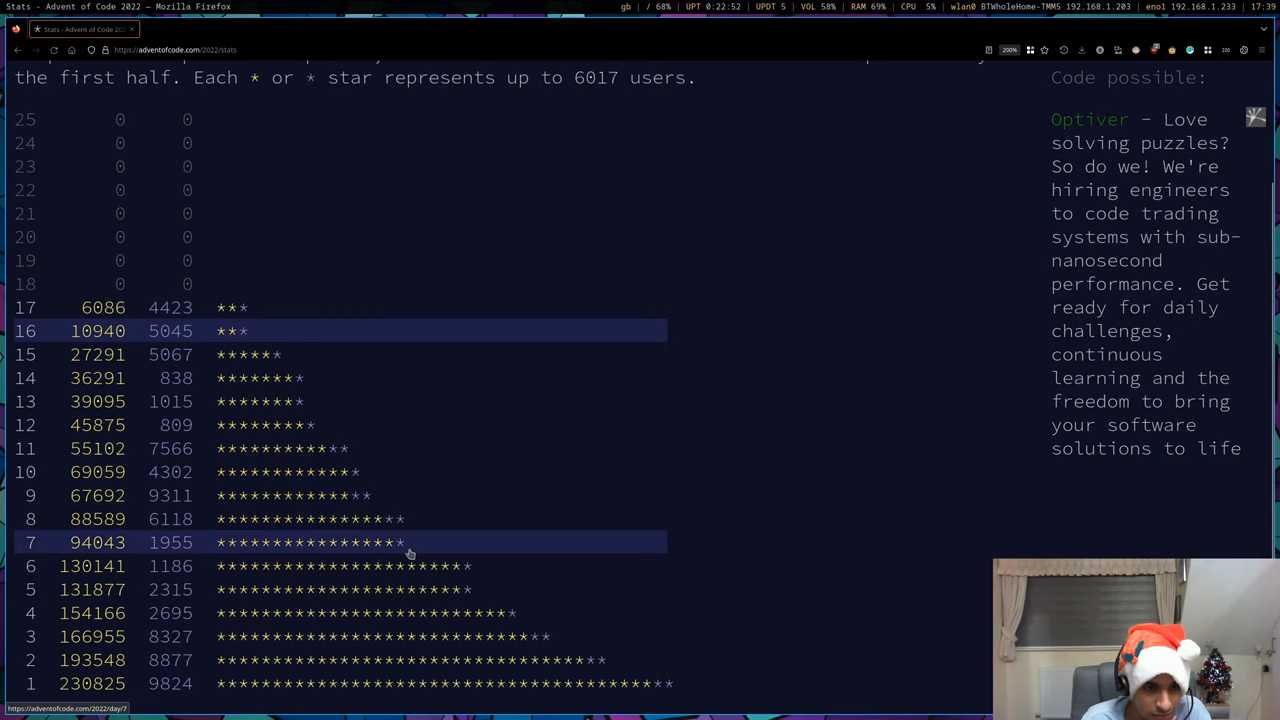 Stats - Advent of Code 2022 — Mozilla Firefox
gb | / 68% | UPT 0:22:52 | UPDT 5 | VOL 58% | RAM 69% | CPU 5% | wlan0 BTWholeHome-TMM5 192.168.1.203 | eno1 192.168.1.233 | 17:39
Stats - Advent of Code 202
https://adventofcode.com/2022/stats
200%
100
the first half. Each * or * star represents up to 6017 users.
25 0 0
24 0 0
23 0 0
22 0 0
21 0 0
20 0 0
19 0 0
18 0 0
17 6086 4423 ***
16 10940 5045 ***
15 27291 5067 ******
14 36291 838 ********
13 39095 1015 ********
12 45875 809 *********
11 55102 7566 ************
10 69059 4302 *************
9 67692 9311 **************
8 88589 6118 *****************
7 94043 1955 *****************
6 130141 1186 ***********************
5 131877 2315 ***********************
4 154166 2695 ***************************
3 166955 8327 ******************************
2 193548 8877 ***********************************
1 230825 9824 *****************************************
Code possible:
Optiver - Love
solving puzzles?
So do we! We're
hiring engineers
to code trading
systems with sub-
nanosecond
performance. Get
ready for daily
challenges,
continuous
learning and the
freedom to bring
your software
solutions to life
https://adventofcode.com/2022/day/7